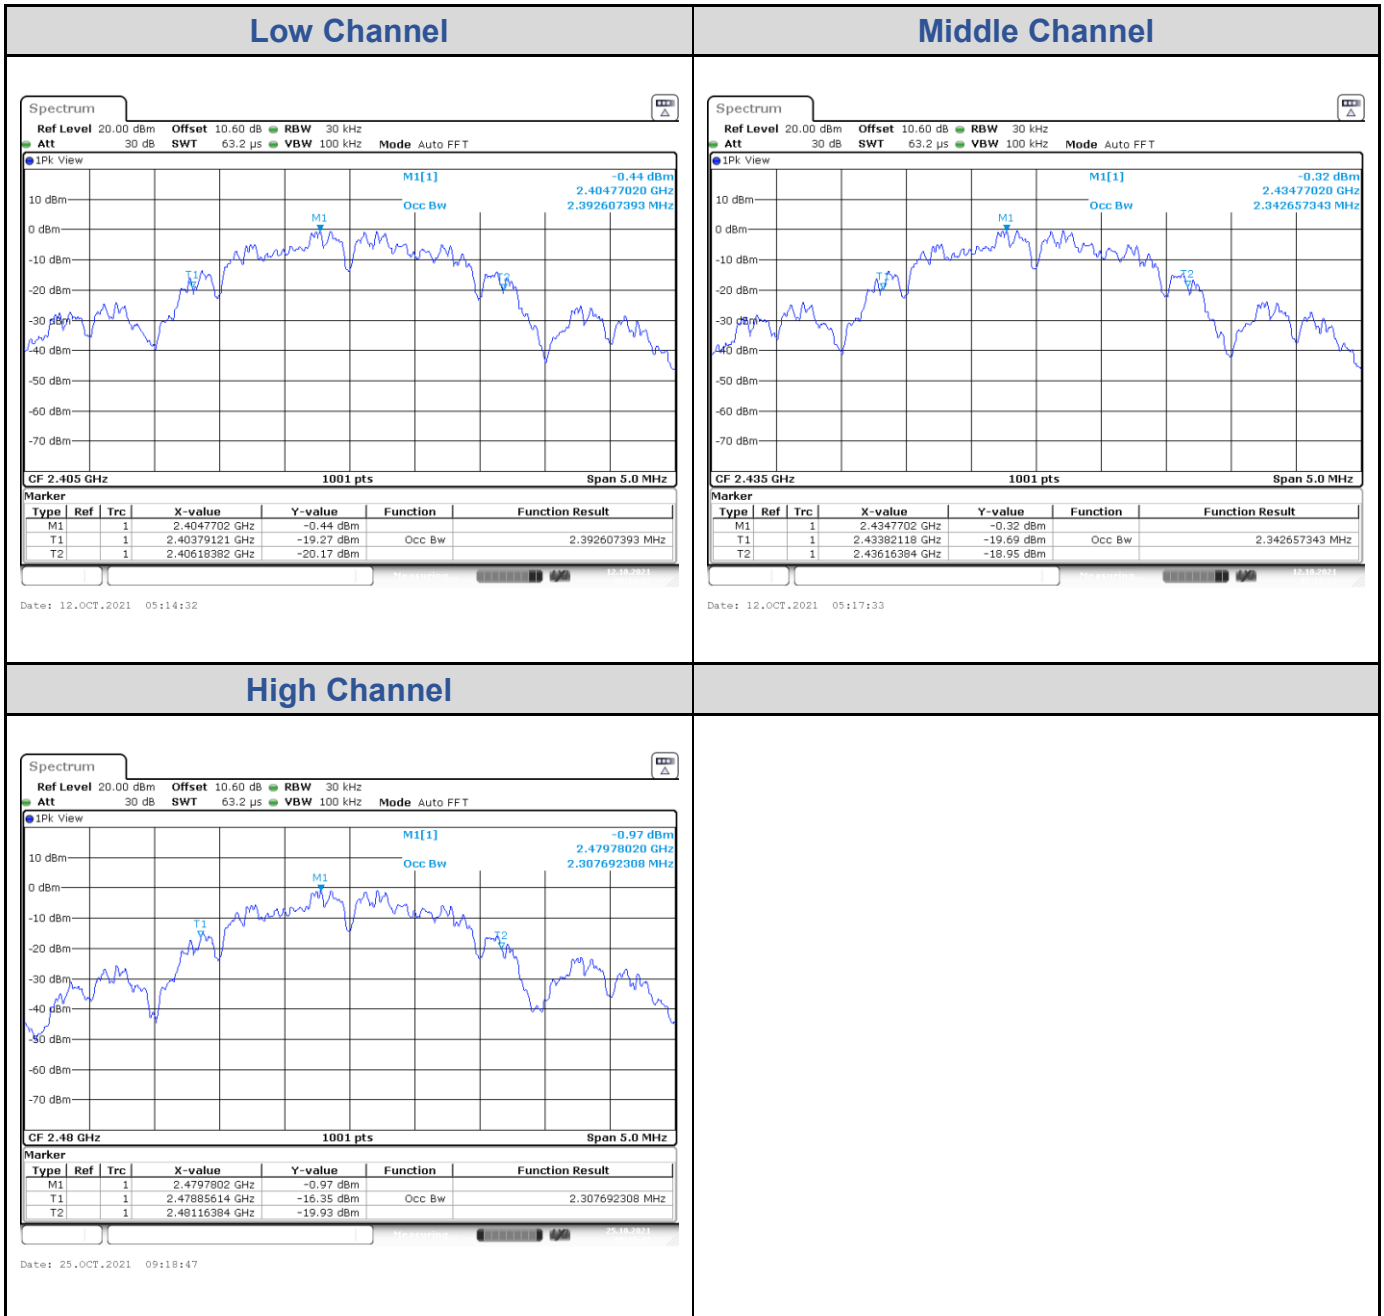 Low Channel
Middle Channel
Spectrum
Ref Level 20.00 dBm Offset 10.60 dB RBW 30 kHz
Att 30 dB SWT 63.2 µs VBW 100 kHz Mode Auto FFT
1Pk View
M1[1] -0.44 dBm
2.40477020 GHz
Occ Bw 2.392607393 MHz
10 dBm
M1
0 dBm
-10 dBm
T1
T2
-20 dBm
-30 dBm
-40 dBm
-50 dBm
-60 dBm
-70 dBm
CF 2.405 GHz 1001 pts Span 5.0 MHz
Marker
Type Ref Trc X-value Y-value Function Function Result
M1 1 2.4047702 GHz -0.44 dBm
T1 1 2.40379121 GHz -19.27 dBm Occ Bw 2.392607393 MHz
T2 1 2.40618382 GHz -20.17 dBm
Measuring 12.10.2021
Date: 12.OCT.2021 05:14:32
Spectrum
Ref Level 20.00 dBm Offset 10.60 dB RBW 30 kHz
Att 30 dB SWT 63.2 µs VBW 100 kHz Mode Auto FFT
1Pk View
M1[1] -0.32 dBm
2.43477020 GHz
Occ Bw 2.342657343 MHz
10 dBm
M1
0 dBm
-10 dBm
T1
T2
-20 dBm
-30 dBm
-40 dBm
-50 dBm
-60 dBm
-70 dBm
CF 2.435 GHz 1001 pts Span 5.0 MHz
Marker
Type Ref Trc X-value Y-value Function Function Result
M1 1 2.4347702 GHz -0.32 dBm
T1 1 2.43382118 GHz -19.69 dBm Occ Bw 2.342657343 MHz
T2 1 2.43616384 GHz -18.95 dBm
Measuring 12.10.2021
Date: 12.OCT.2021 05:17:33
High Channel
Spectrum
Ref Level 20.00 dBm Offset 10.60 dB RBW 30 kHz
Att 30 dB SWT 63.2 µs VBW 100 kHz Mode Auto FFT
1Pk View
M1[1] -0.97 dBm
2.47978020 GHz
Occ Bw 2.307692308 MHz
10 dBm
M1
0 dBm
-10 dBm
T1
T2
-20 dBm
-30 dBm
-40 dBm
-50 dBm
-60 dBm
-70 dBm
CF 2.48 GHz 1001 pts Span 5.0 MHz
Marker
Type Ref Trc X-value Y-value Function Function Result
M1 1 2.4797802 GHz -0.97 dBm
T1 1 2.47885614 GHz -16.35 dBm Occ Bw 2.307692308 MHz
T2 1 2.48116384 GHz -19.93 dBm
Measuring 25.10.2021
Date: 25.OCT.2021 09:18:47